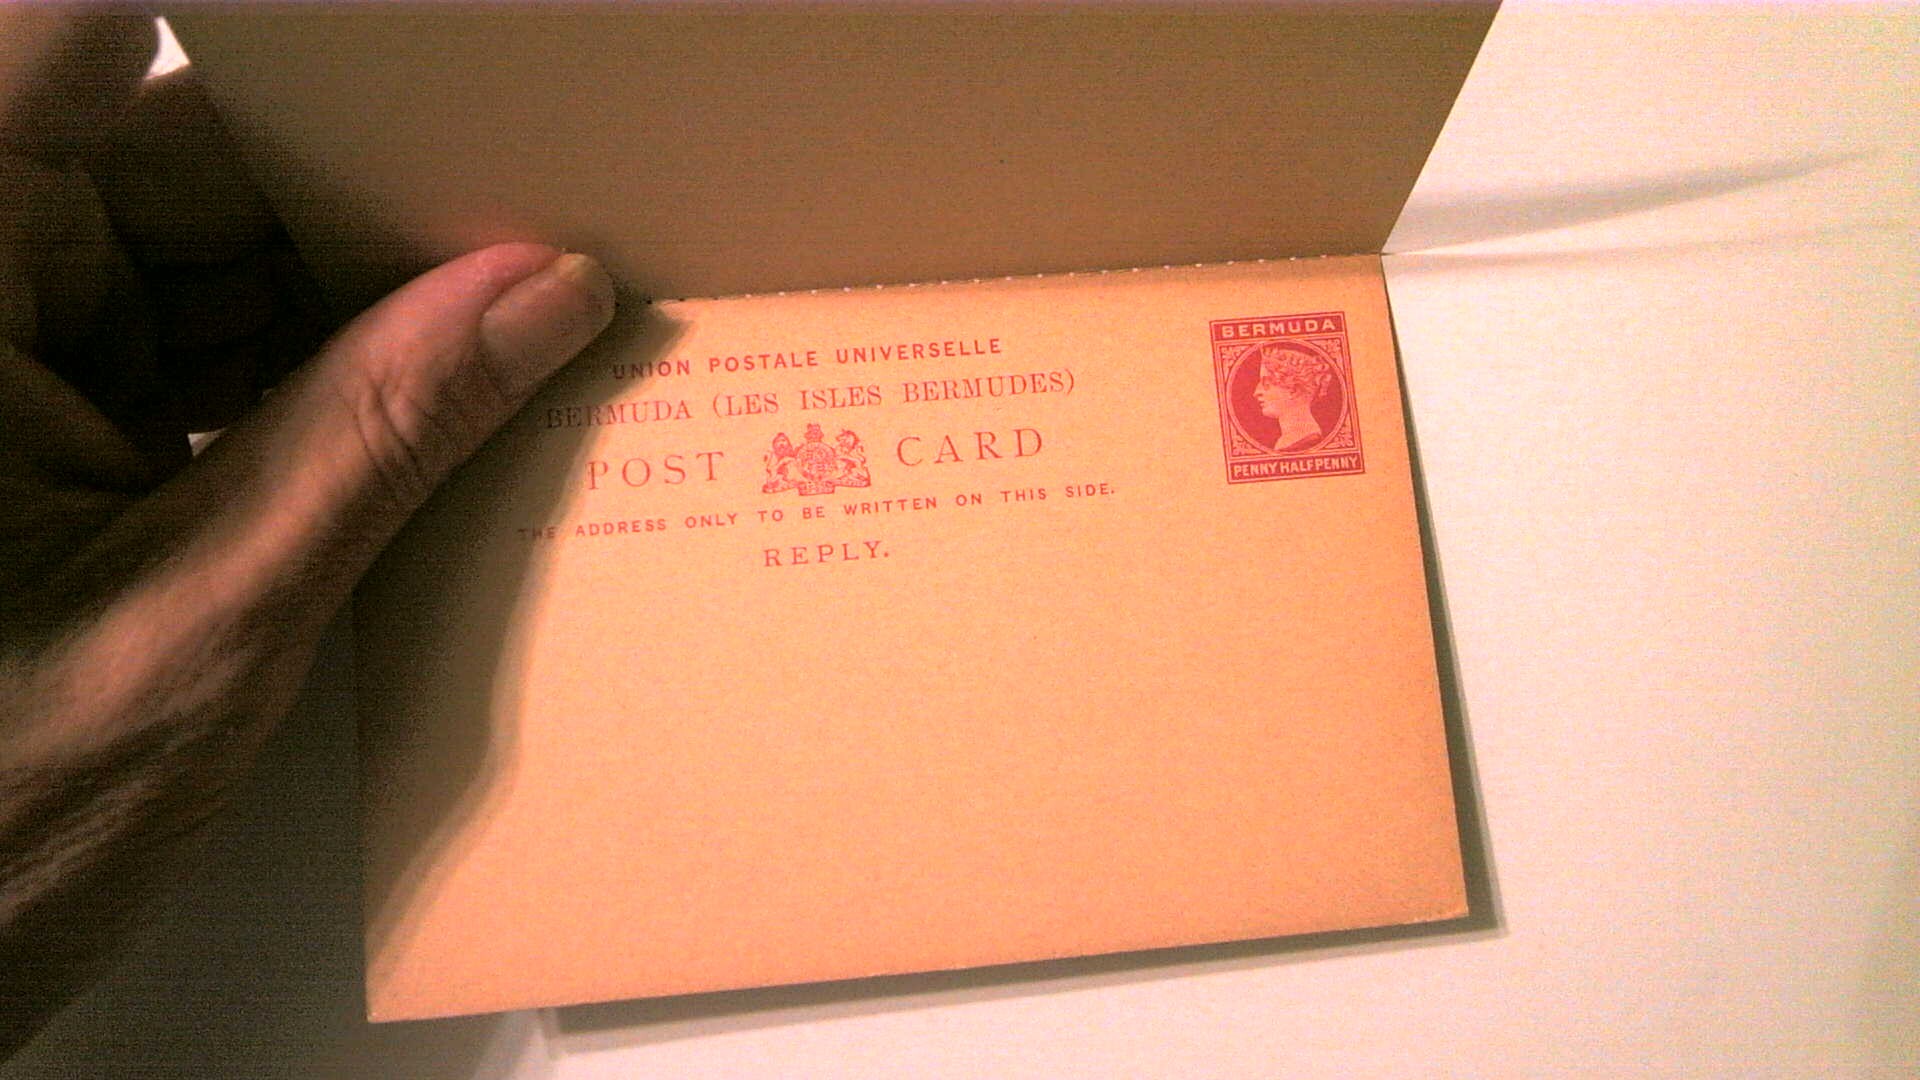 UNION POSTALE UNIVERSELLE
BERMUDA (LES ISLES BERMUDES)
POST CARD
THE ADDRESS ONLY TO BE WRITTEN ON THIS SIDE.
REPLY.
BERMUDA
PENNY HALFPENNY